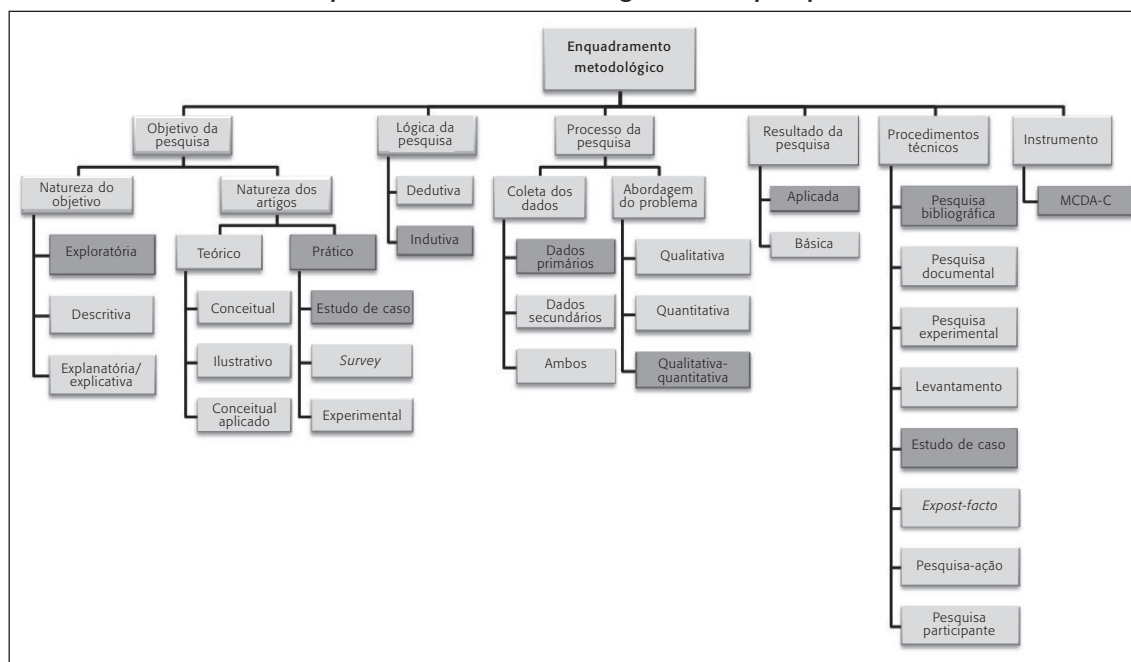 Enquadramento
metodológico
Objetivo da
pesquisa
Lógica da
pesquisa
Processo da
pesquisa
Resultado da
pesquisa
Procedimentos
técnicos
Instrumento
Natureza do
objetivo
Natureza dos
artigos
Dedutiva
Indutiva
Coleta dos
dados
Abordagem
do problema
Aplicada
Básica
Pesquisa
bibliográfica
MCDA-C
Exploratória
Descritiva
Explanatória/
explicativa
Teórico
Conceitual
Ilustrativo
Conceitual
aplicado
Prático
Estudo de caso
Survey
Experimental
Dados
primários
Dados
secundários
Ambos
Qualitativa
Quantitativa
Qualitativa-
quantitativa
Pesquisa
documental
Pesquisa
experimental
Levantamento
Estudo de caso
Expost-facto
Pesquisa-ação
Pesquisa
participante